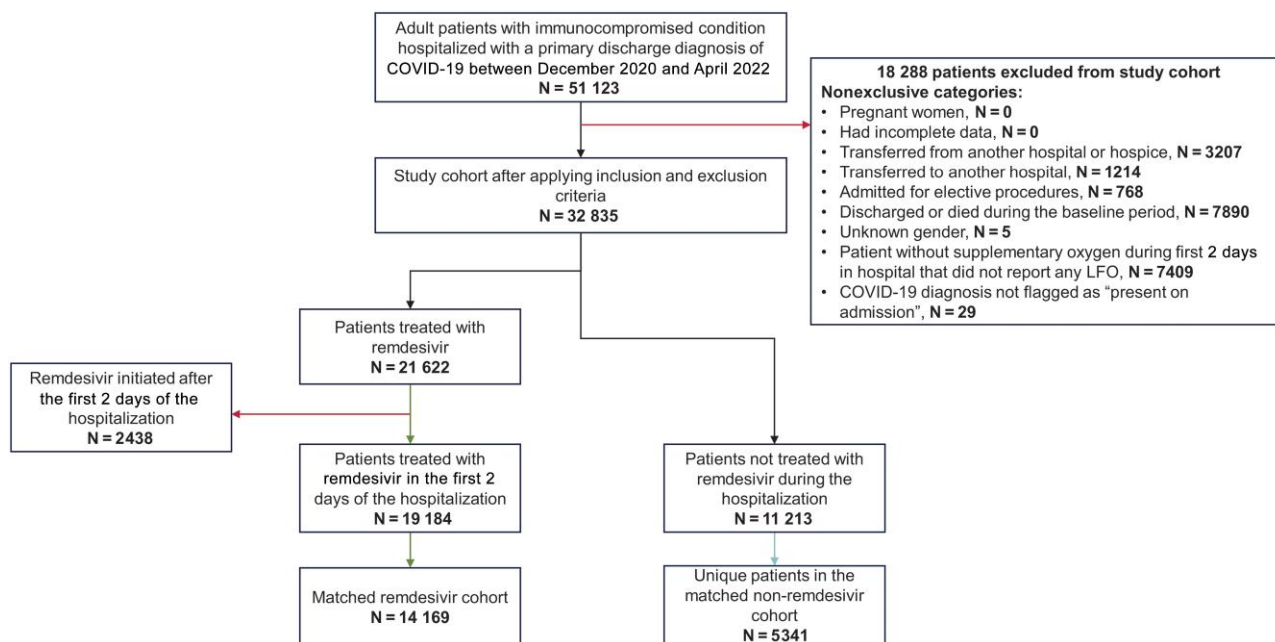 Adult patients with immunocompromised condition
hospitalized with a primary discharge diagnosis of
COVID-19 between December 2020 and April 2022
N = 51 123
18 288 patients excluded from study cohort
Nonexclusive categories:
• Pregnant women, N = 0
• Had incomplete data, N = 0
• Transferred from another hospital or hospice, N = 3207
• Transferred to another hospital, N = 1214
• Admitted for elective procedures, N = 768
• Discharged or died during the baseline period, N = 7890
• Unknown gender, N = 5
• Patient without supplementary oxygen during first 2 days
in hospital that did not report any LFO, N = 7409
• COVID-19 diagnosis not flagged as “present on
admission”, N = 29
Study cohort after applying inclusion and exclusion
criteria
N = 32 835
Patients treated with
remdesivir
N = 21 622
Remdesivir initiated after
the first 2 days of the
hospitalization
N = 2438
Patients treated with
remdesivir in the first 2
days of the hospitalization
N = 19 184
Patients not treated with
remdesivir during the
hospitalization
N = 11 213
Matched remdesivir cohort
N = 14 169
Unique patients in the
matched non-remdesivir
cohort
N = 5341